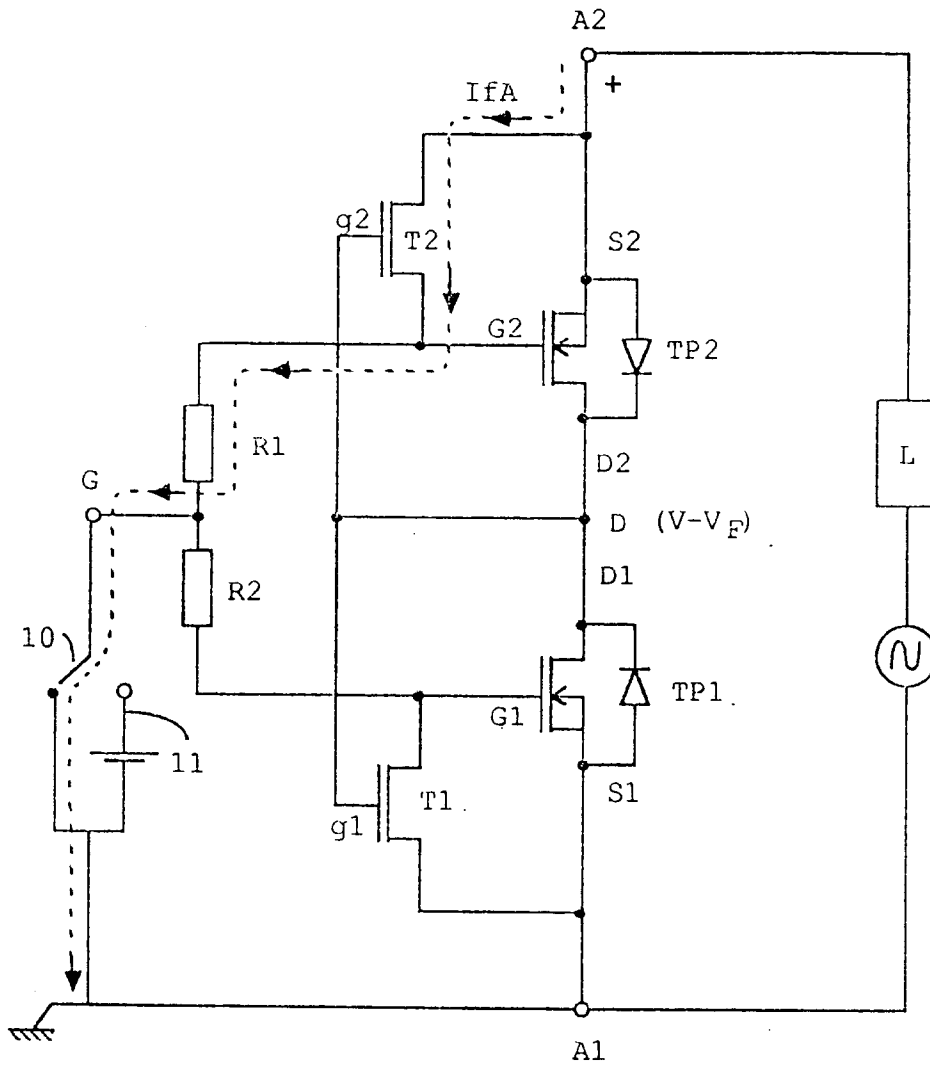 A2
+
IfA
g2
T2
S2
G2
TP2
R1
D2
L
G
D (V-VF)
D1
R2
10
TP1
G1
11
S1
T1
g1
A1